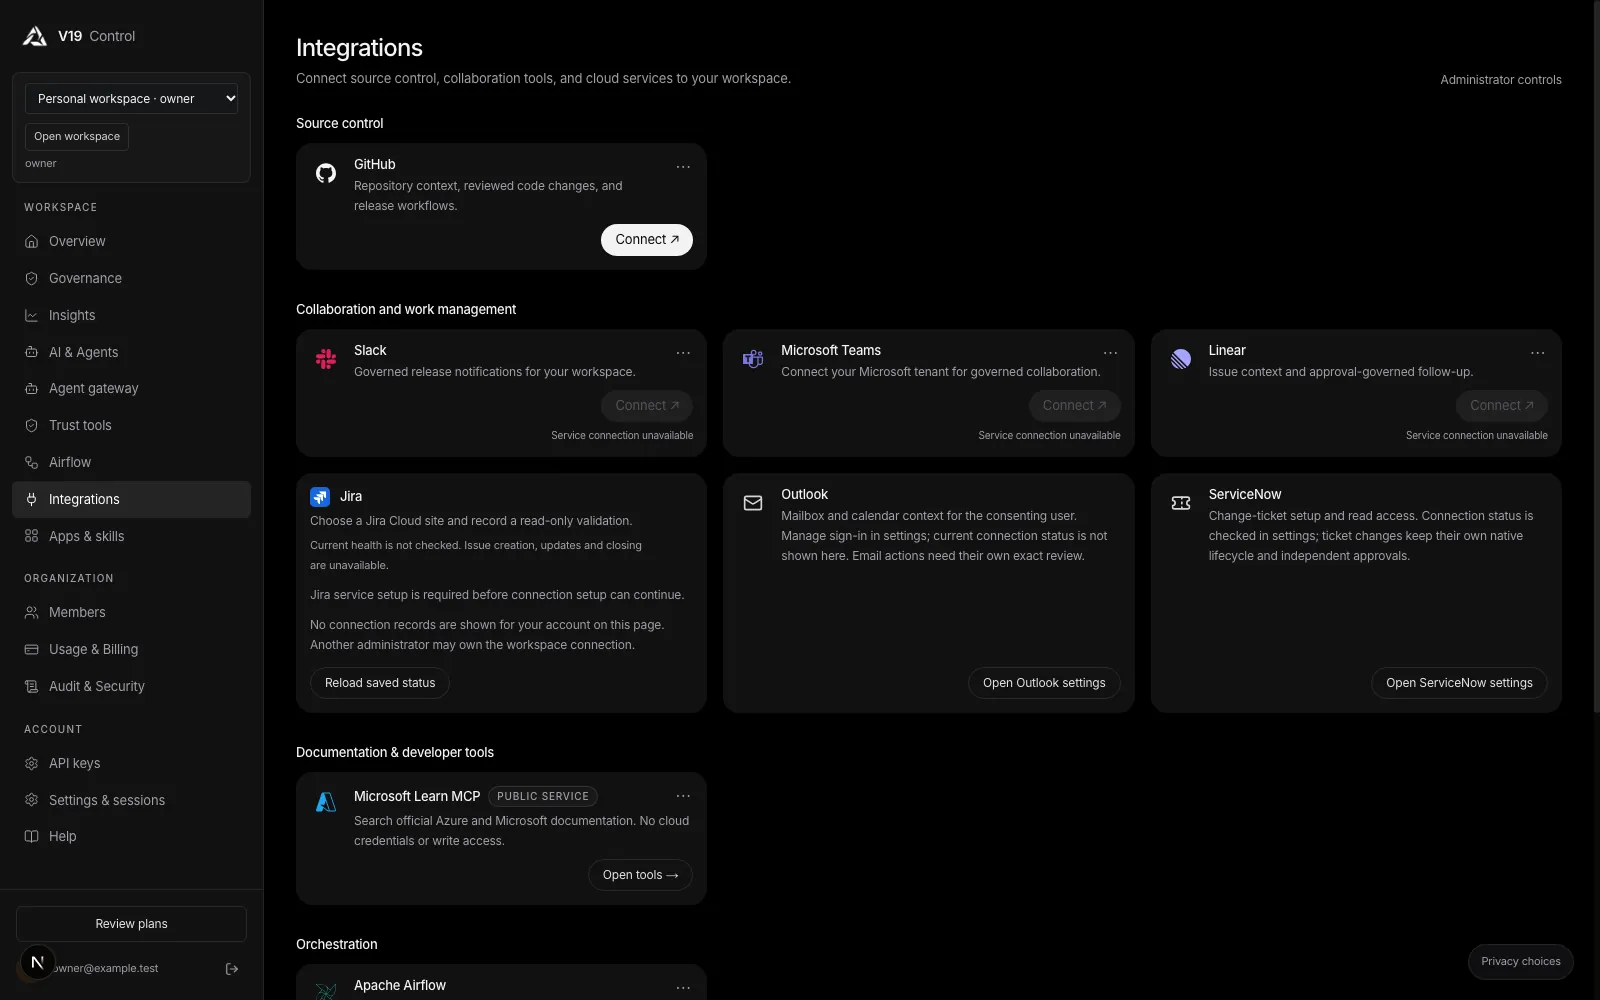 V19 Control
Personal workspace · owner
Open workspace
owner
WORKSPACE
Overview
Governance
Insights
AI & Agents
Agent gateway
Trust tools
Airflow
Integrations
Apps & skills
ORGANIZATION
Members
Usage & Billing
Audit & Security
ACCOUNT
API keys
Settings & sessions
Help
Review plans
N
owner@example.test
Integrations
Connect source control, collaboration tools, and cloud services to your workspace.
Administrator controls
Source control
GitHub
Repository context, reviewed code changes, and
release workflows.
Connect ↗
Collaboration and work management
Slack
Governed release notifications for your workspace.
Connect ↗
Service connection unavailable
Microsoft Teams
Connect your Microsoft tenant for governed collaboration.
Connect ↗
Service connection unavailable
Linear
Issue context and approval-governed follow-up.
Connect ↗
Service connection unavailable
Jira
Choose a Jira Cloud site and record a read-only validation.
Current health is not checked. Issue creation, updates and closing
are unavailable.
Jira service setup is required before connection setup can continue.
No connection records are shown for your account on this page.
Another administrator may own the workspace connection.
Reload saved status
Outlook
Mailbox and calendar context for the consenting user.
Manage sign-in in settings; current connection status is not
shown here. Email actions need their own exact review.
Open Outlook settings
ServiceNow
Change-ticket setup and read access. Connection status is
checked in settings; ticket changes keep their own native
lifecycle and independent approvals.
Open ServiceNow settings
Documentation & developer tools
Microsoft Learn MCP PUBLIC SERVICE
Search official Azure and Microsoft documentation. No cloud
credentials or write access.
Open tools →
Orchestration
Apache Airflow
Privacy choices